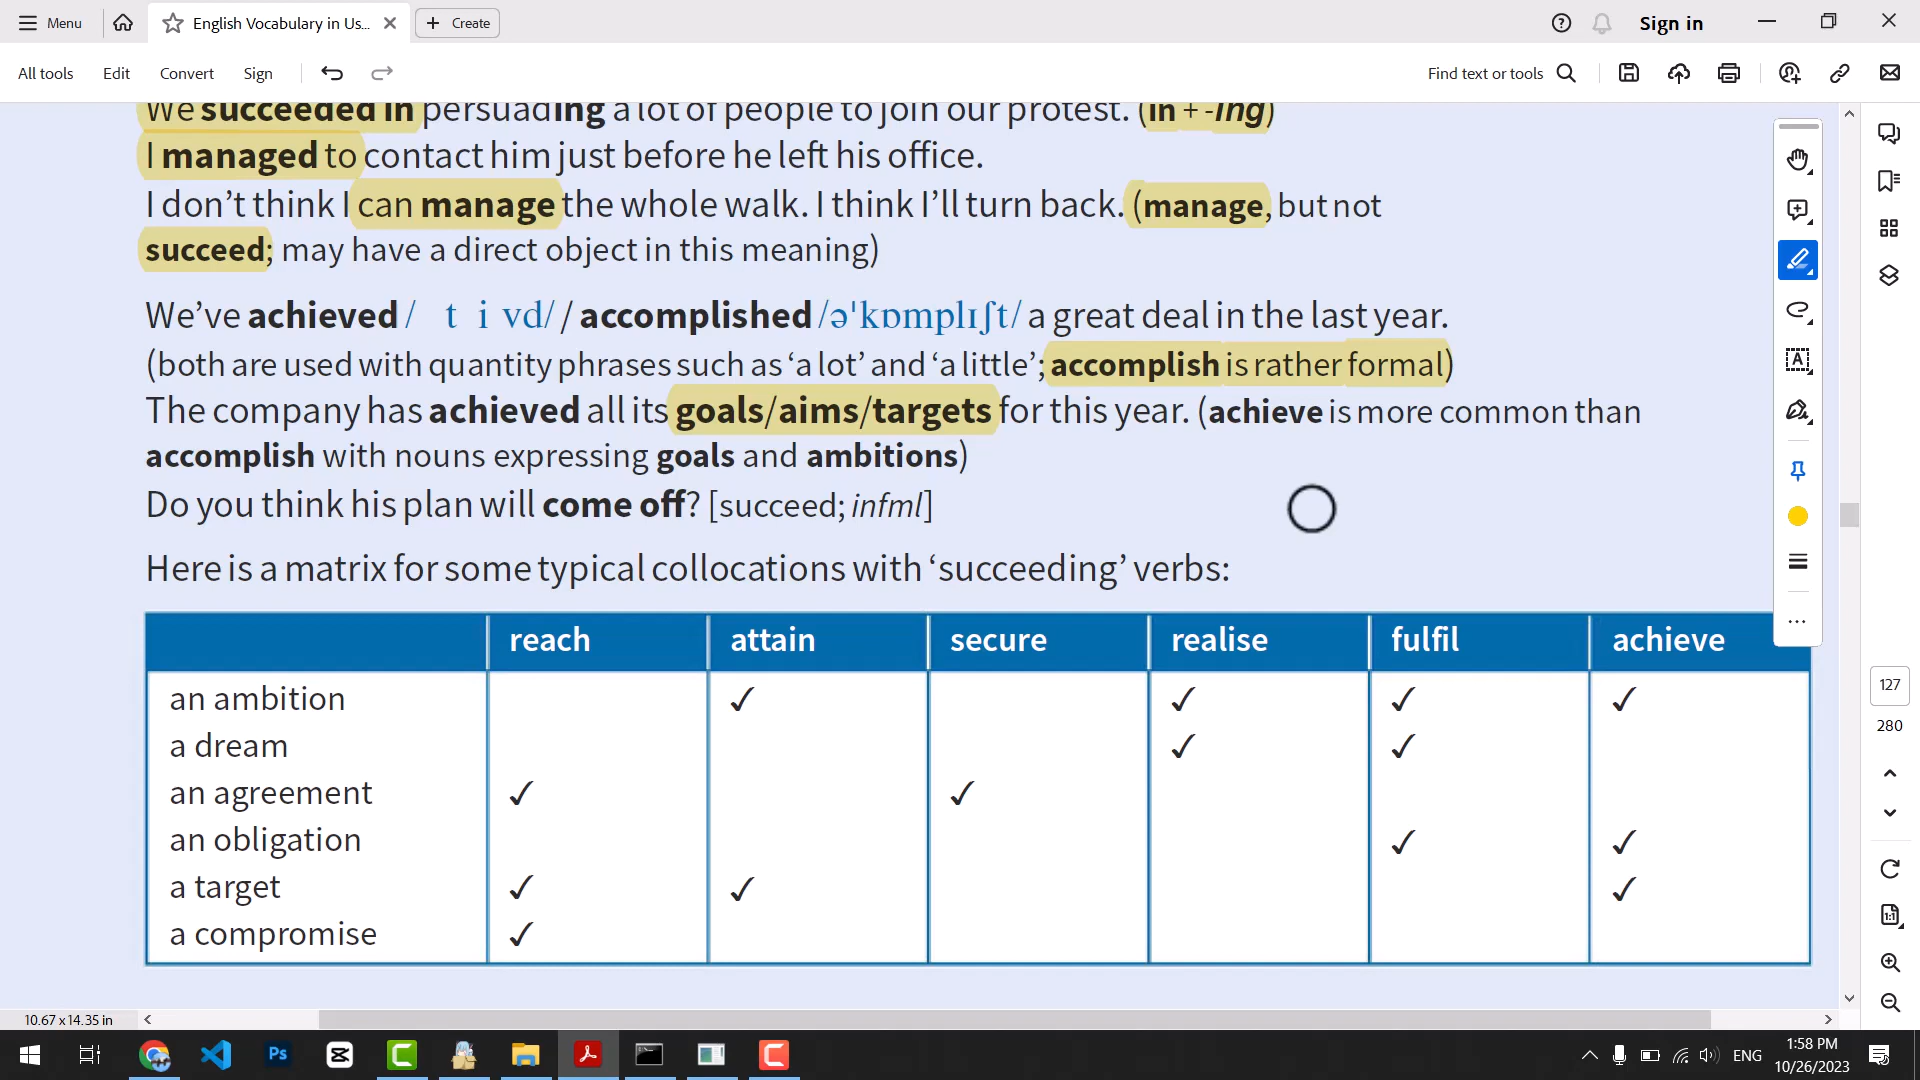 Menu English Vocabulary in Us... Create Sign in
All tools Edit Convert Sign Find text or tools
We succeeded in persuading a lot of people to join our protest. (in + -ing)
I managed to contact him just before he left his office.
I don't think I can manage the whole walk. I think I'll turn back. (manage, but not
succeed; may have a direct object in this meaning)
We've achieved / t i vd/ / accomplished /əˈkɒmplɪʃt/ a great deal in the last year.
(both are used with quantity phrases such as 'a lot' and 'a little'; accomplish is rather formal)
The company has achieved all its goals/aims/targets for this year. (achieve is more common than
accomplish with nouns expressing goals and ambitions)
Do you think his plan will come off? [succeed; infml]
Here is a matrix for some typical collocations with 'succeeding' verbs:
reach attain secure realise fulfil achieve
an ambition ✓ ✓ ✓ ✓
a dream ✓ ✓
an agreement ✓ ✓
an obligation ✓ ✓
a target ✓ ✓ ✓
a compromise ✓
127
280
10.67 x 14.35 in
ENG
1:58 PM
10/26/2023